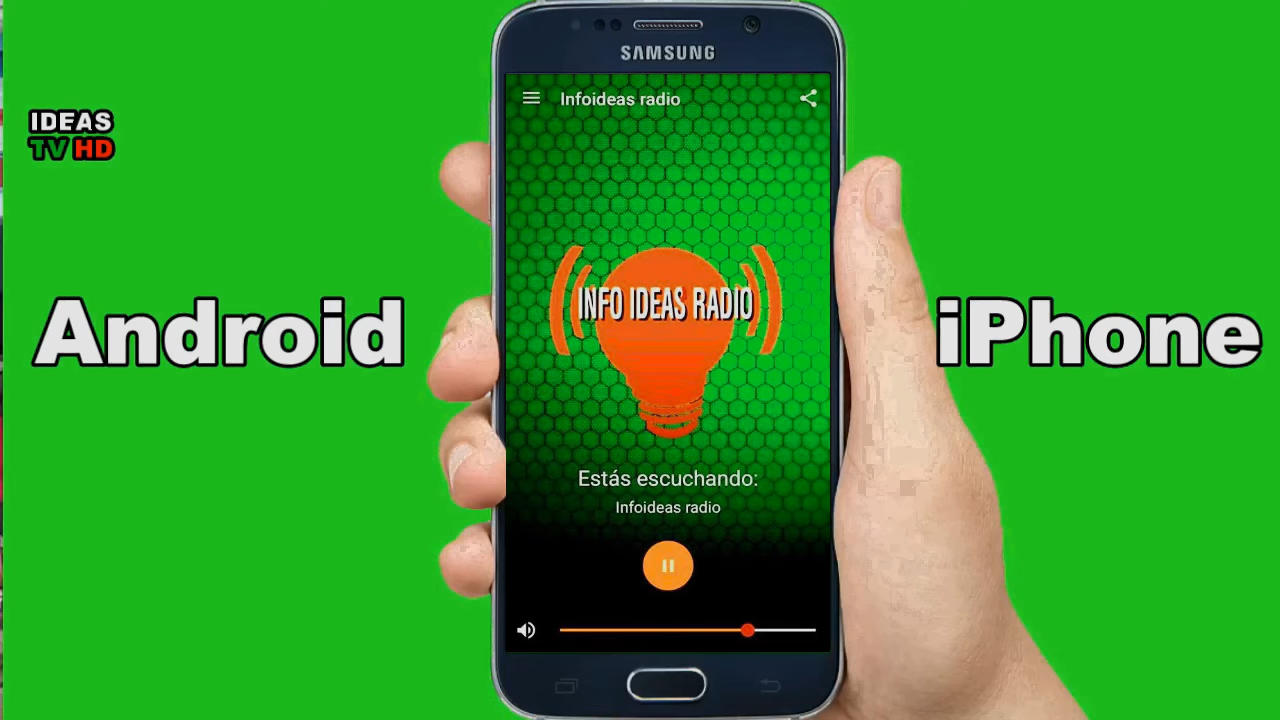 SAMSUNG
Infoideas radio
IDEAS
TV HD
Android
iPhone
INFO IDEAS RADIO
Estás escuchando:
Infoideas radio